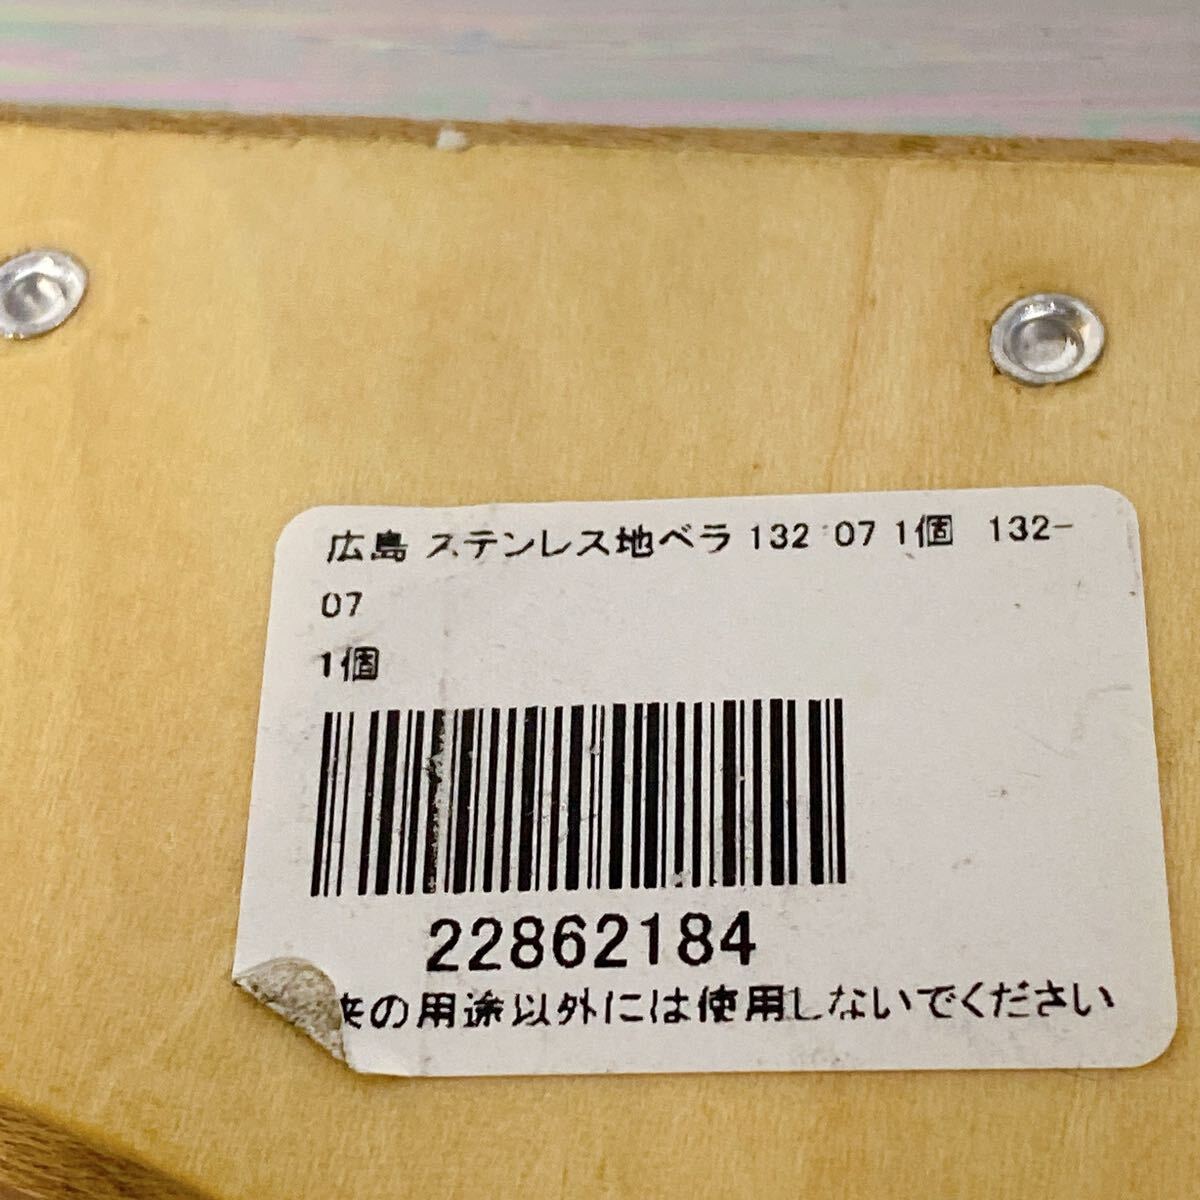 広島 ステンレス地ベラ 132 07 1個 132-
07
1個
22862184
来の用途以外には使用しないでください